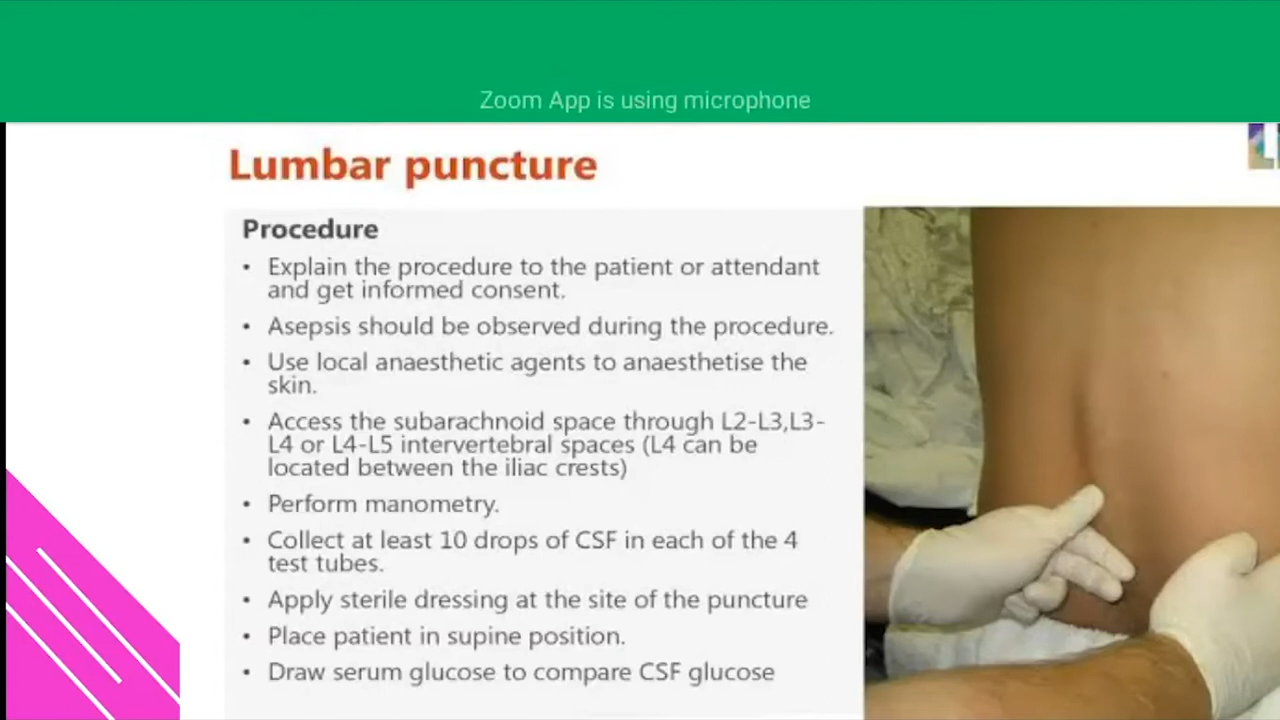 Zoom App is using microphone
Lumbar puncture
Procedure
• Explain the procedure to the patient or attendant
and get informed consent.
• Asepsis should be observed during the procedure.
• Use local anaesthetic agents to anaesthetise the
skin.
• Access the subarachnoid space through L2-L3,L3-
L4 or L4-L5 intervertebral spaces (L4 can be
located between the iliac crests)
• Perform manometry.
• Collect at least 10 drops of CSF in each of the 4
test tubes.
• Apply sterile dressing at the site of the puncture
• Place patient in supine position.
• Draw serum glucose to compare CSF glucose